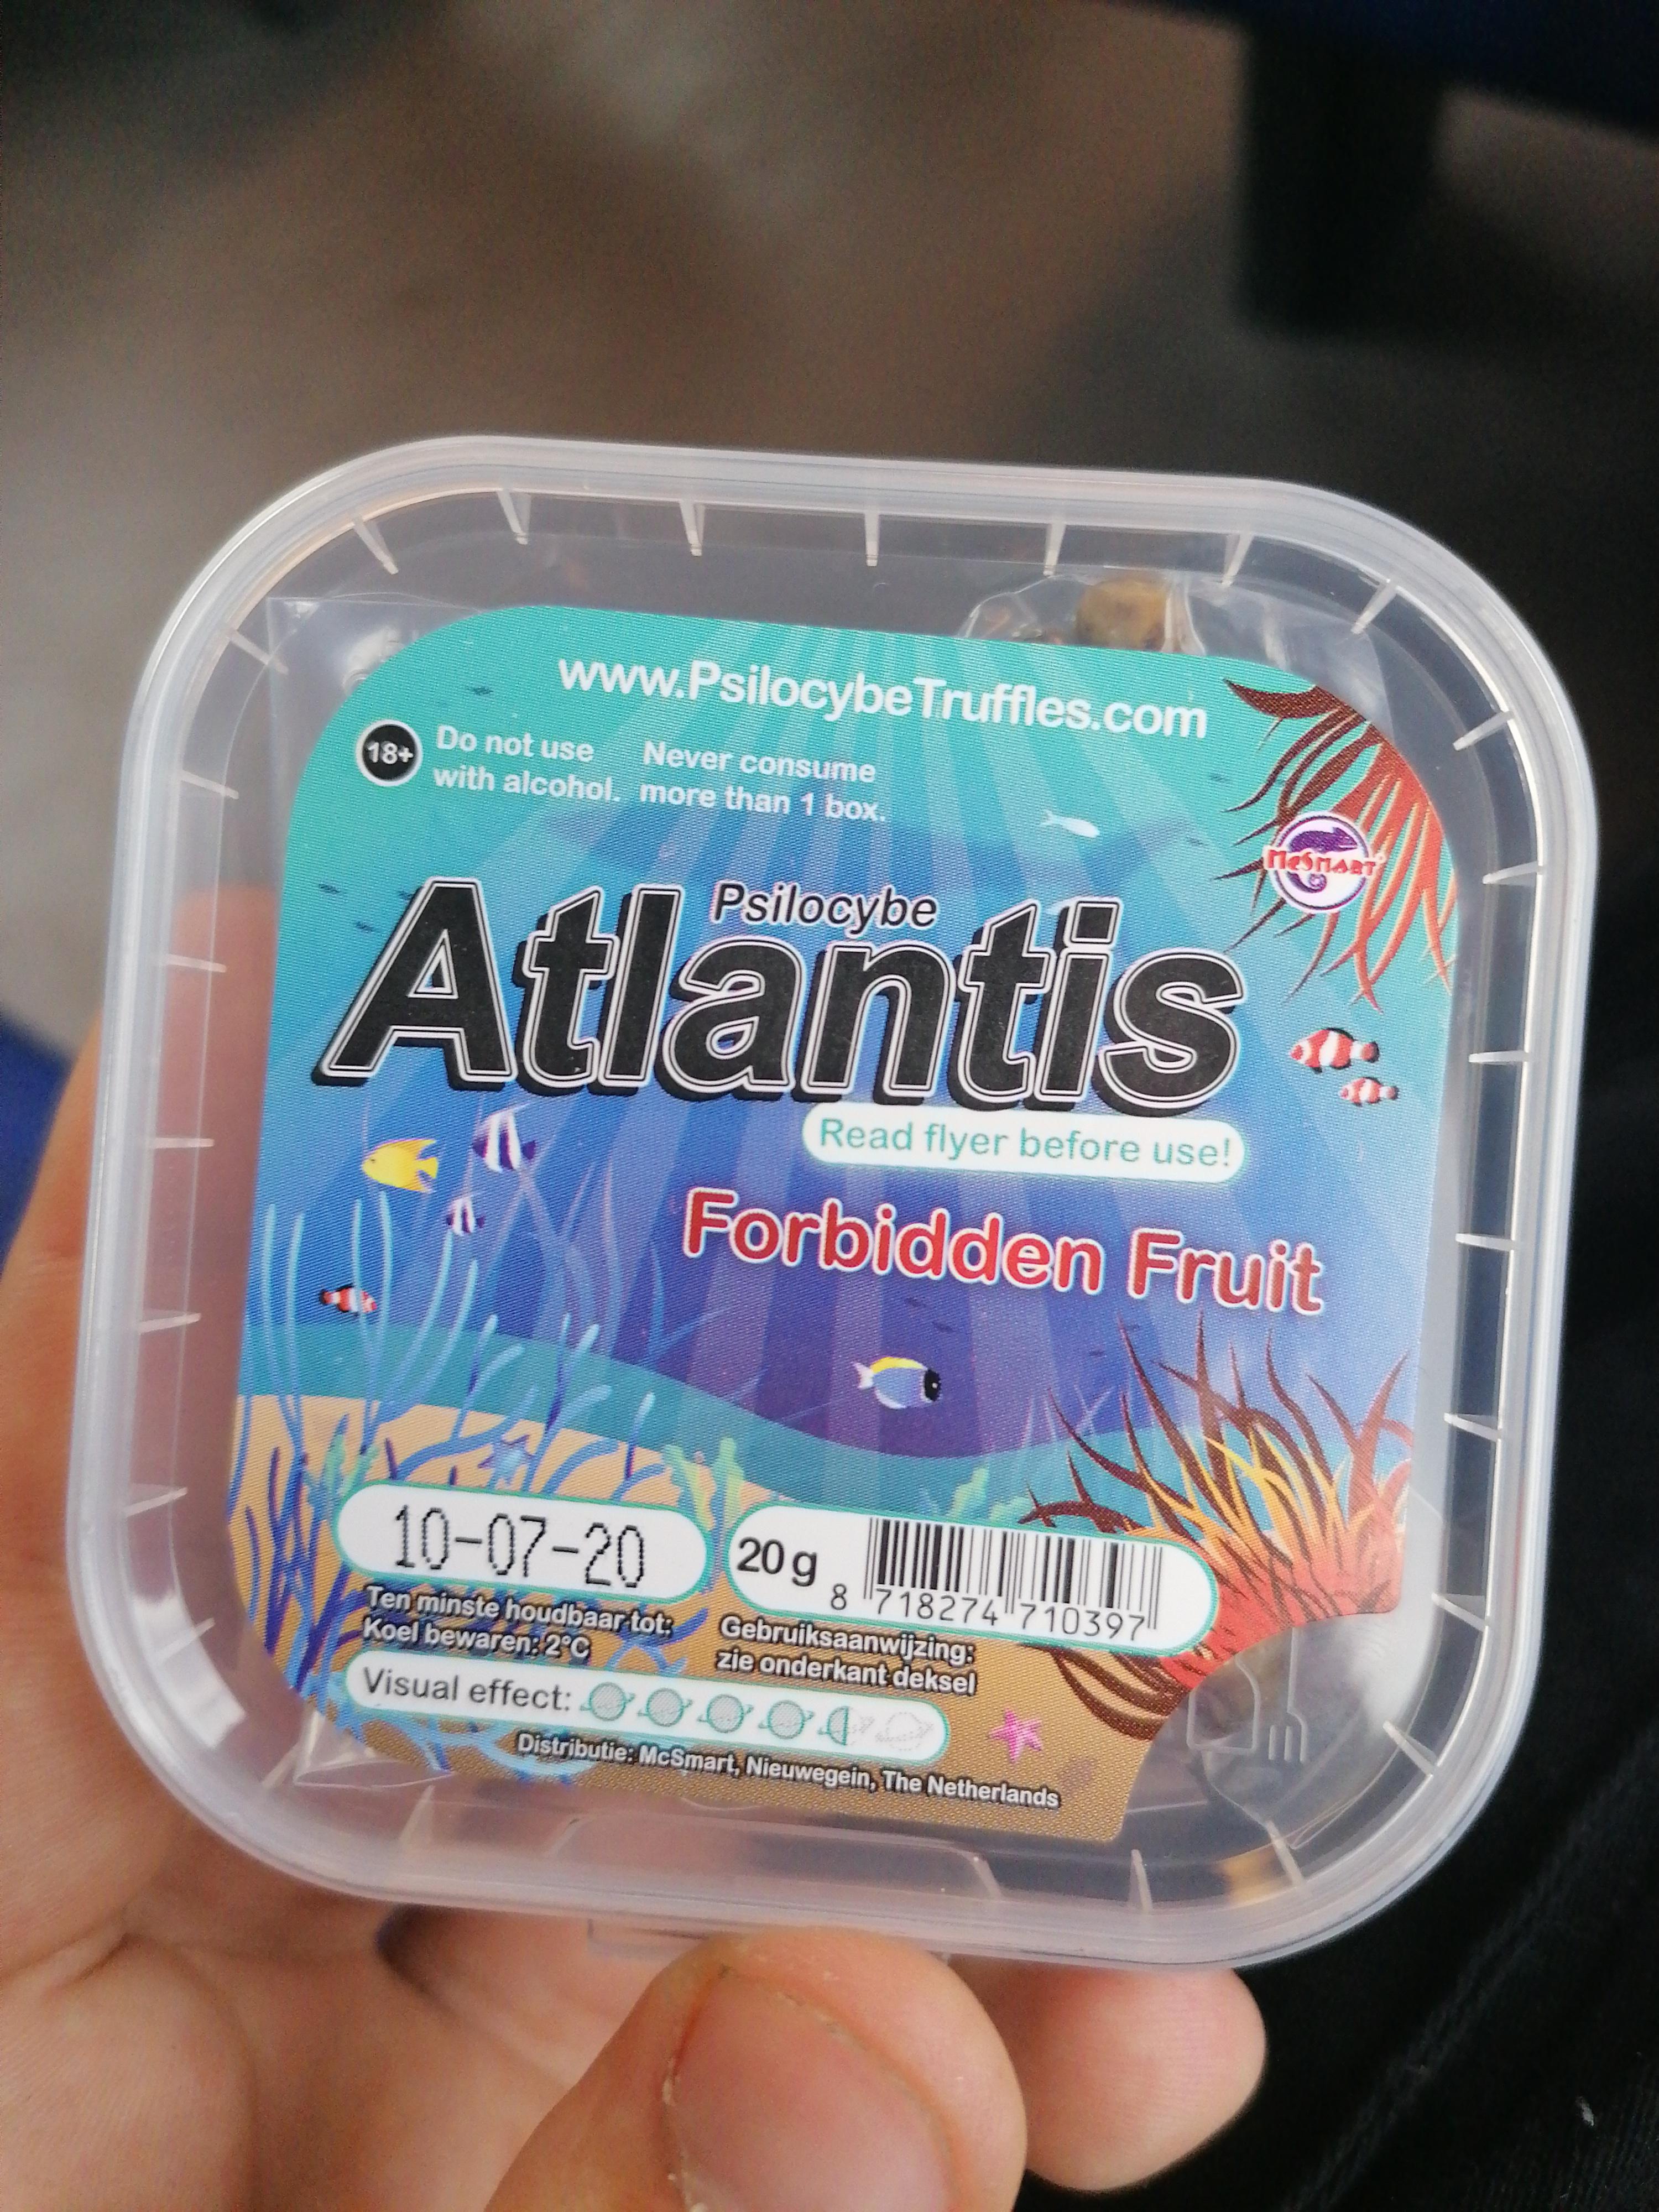 www.PsilocybeTruffles.com
18+
Do not use
with alcohol.
Never consume
more than 1 box.
McSmart
Psilocybe
Atlantis
Read flyer before use!
Forbidden Fruit
10-07-20
Ten minste houdbaar tot:
Koel bewaren: 2°C
20 g
8 718274 710397
Gebruiksaanwijzing:
zie onderkant deksel
Visual effect:
Distributie: McSmart, Nieuwegein, The Netherlands